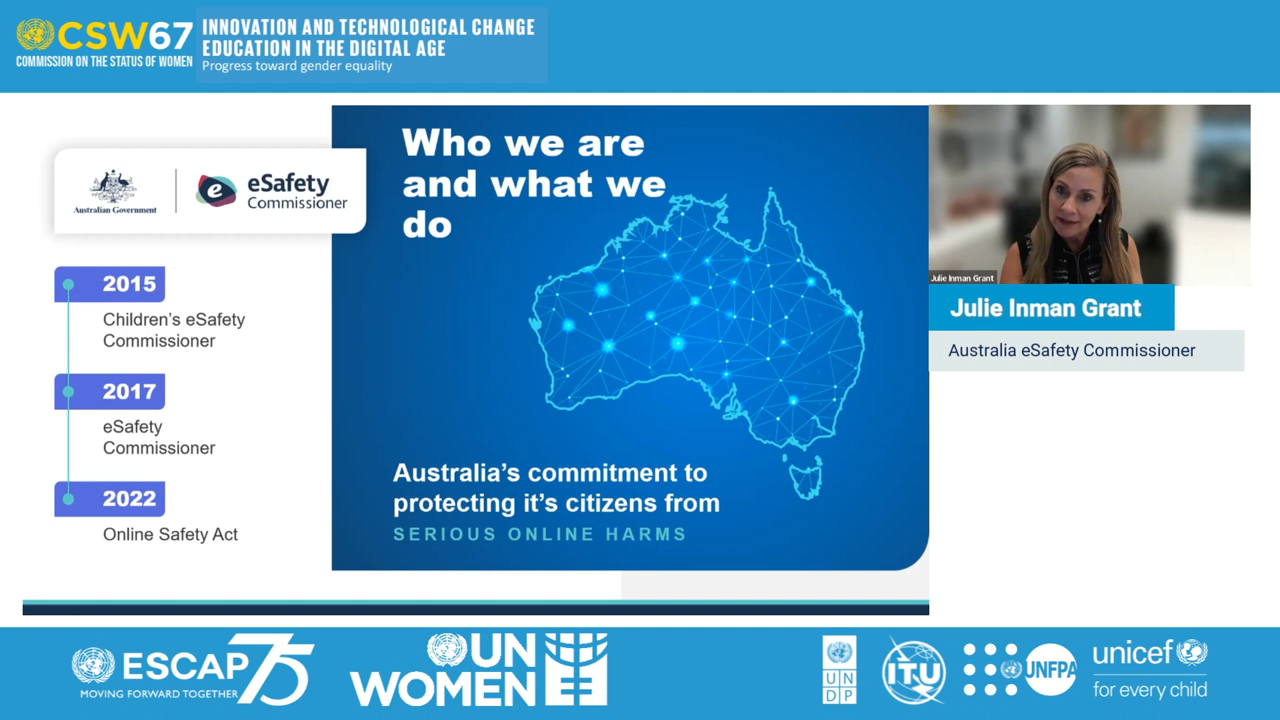 CSW67
COMMISSION ON THE STATUS OF WOMEN
INNOVATION AND TECHNOLOGICAL CHANGE
EDUCATION IN THE DIGITAL AGE
Progress toward gender equality
Australian Government
e
eSafety
Commissioner
Who we are
and what we
do
2015
Children’s eSafety
Commissioner
2017
eSafety
Commissioner
2022
Online Safety Act
Australia’s commitment to
protecting it’s citizens from
SERIOUS ONLINE HARMS
Julie Inman Grant
Julie Inman Grant
Australia eSafety Commissioner
ESCAP 75
MOVING FORWARD TOGETHER
UN
WOMEN
U N
D P
ITU
UNFPA
unicef
for every child